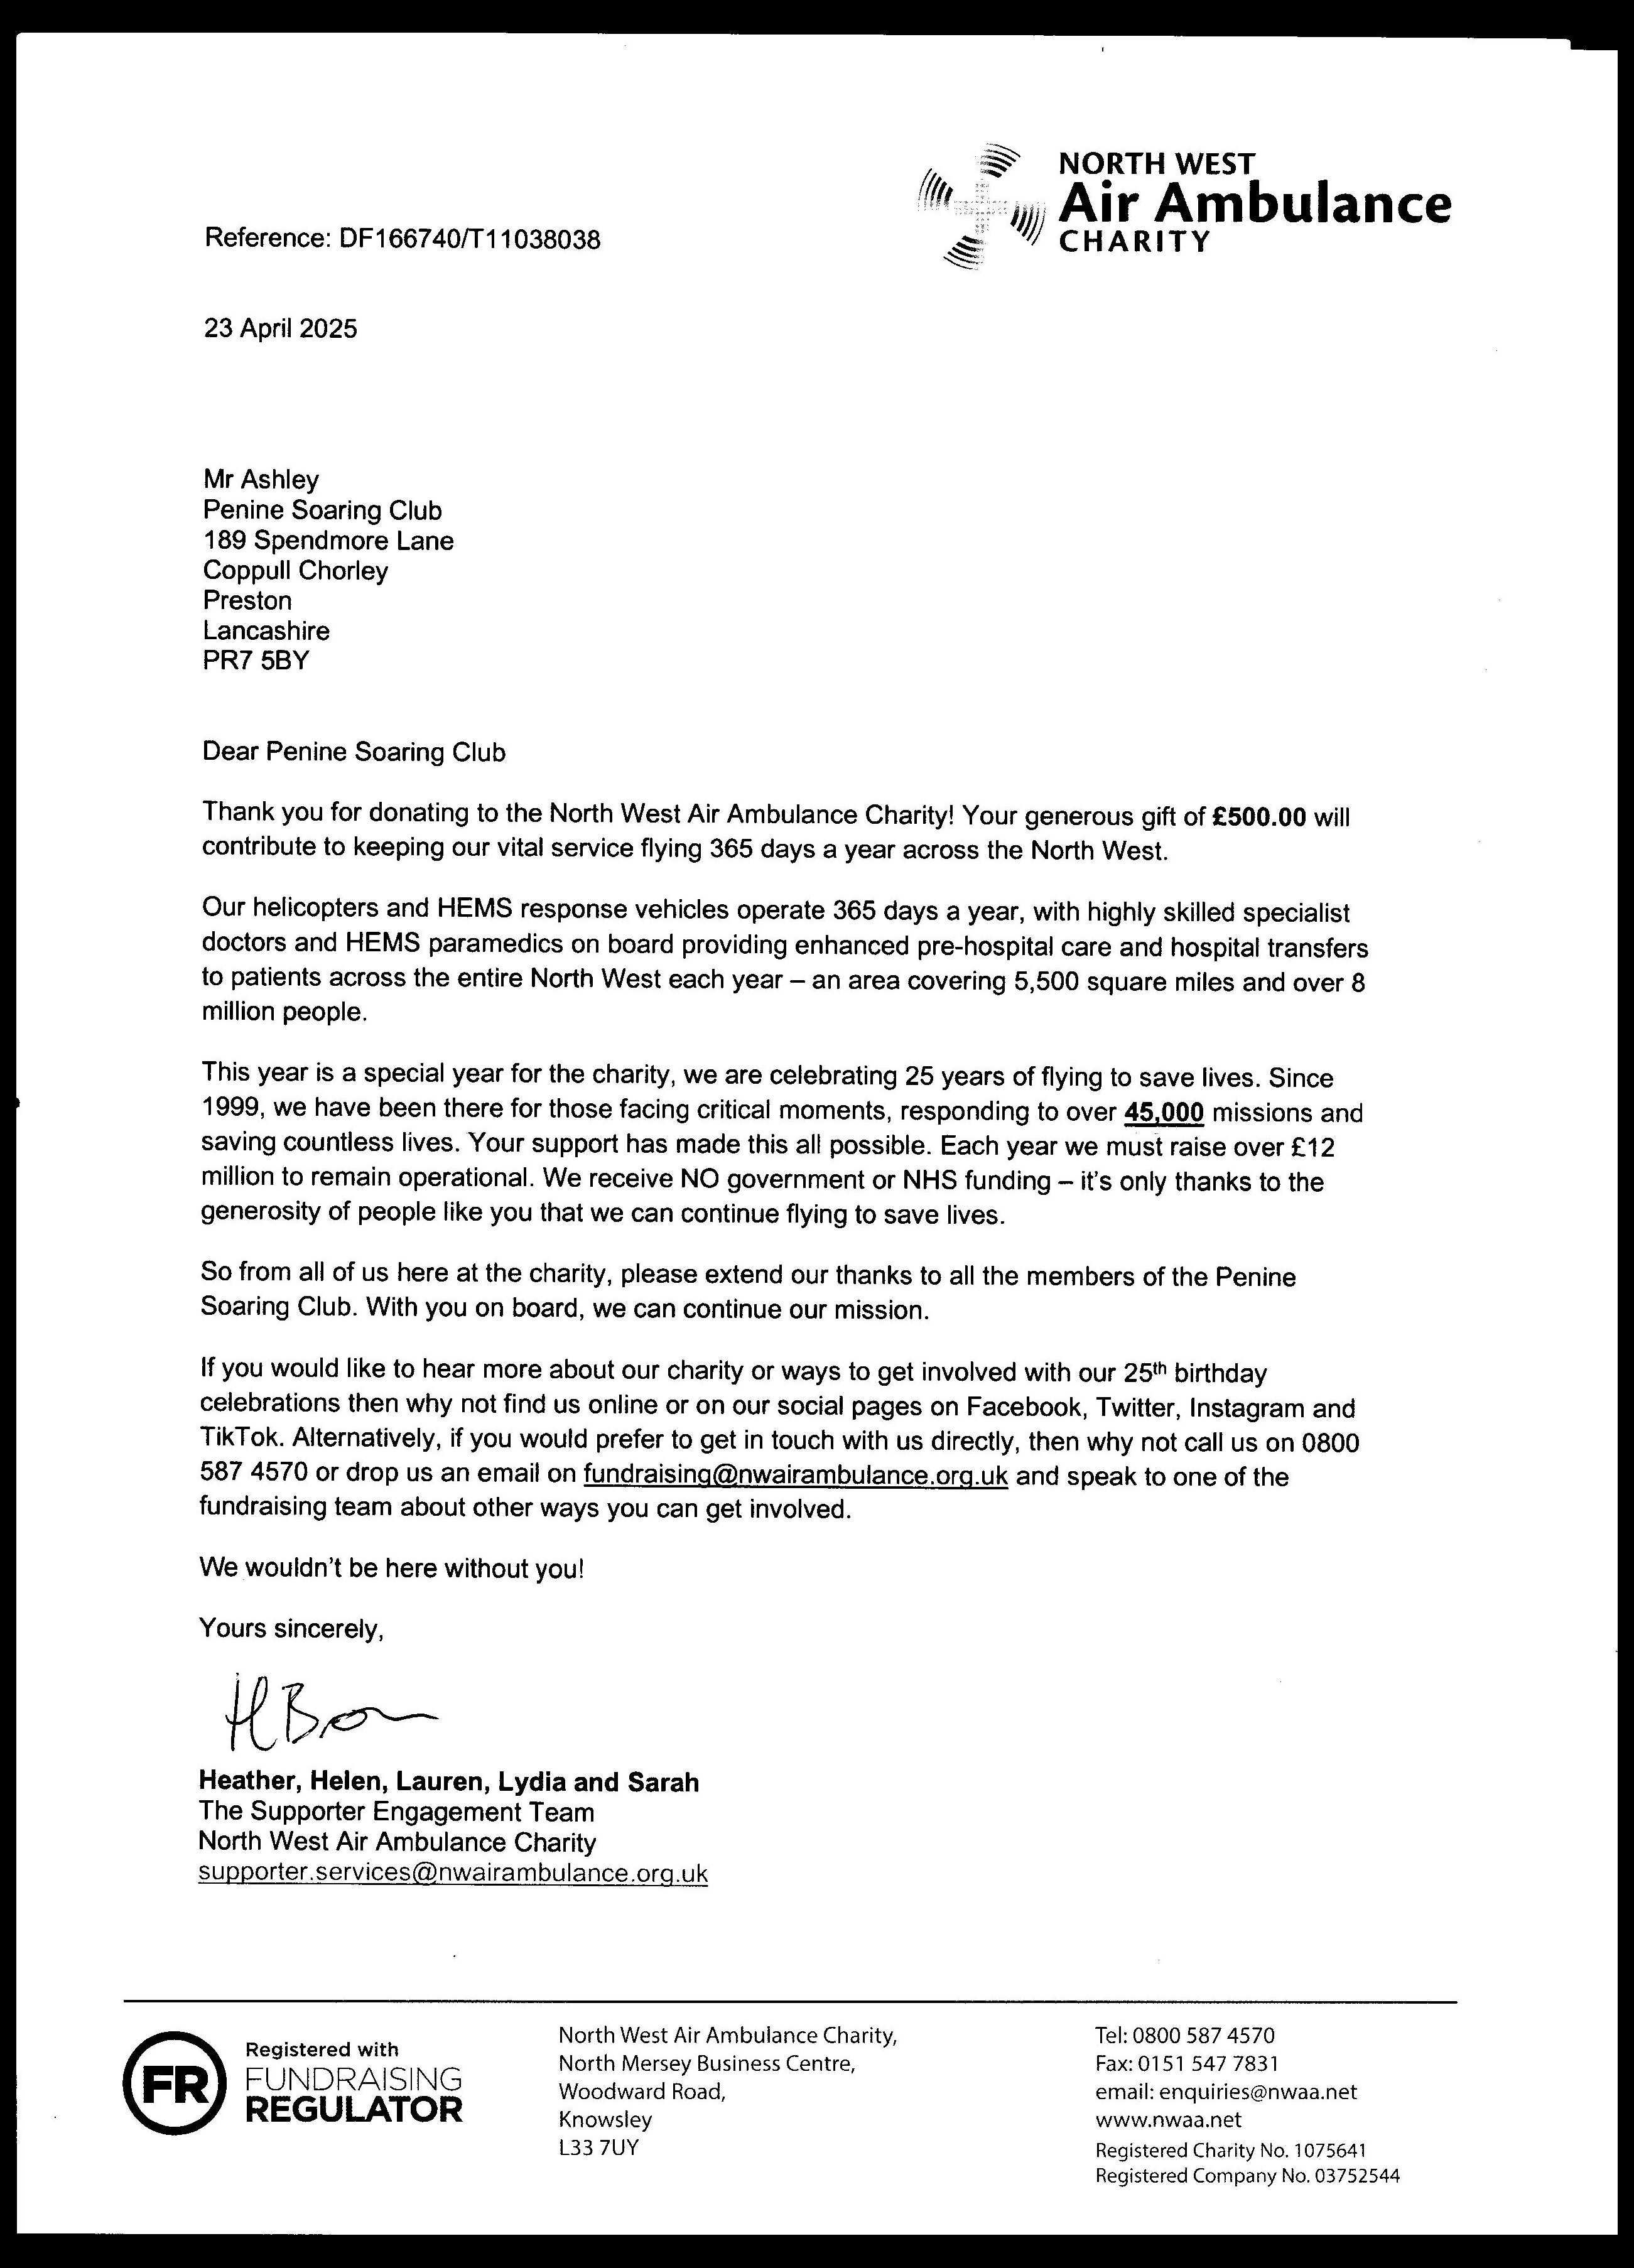 NORTH WEST
Air Ambulance
CHARITY
Reference: DF166740/T11038038
23 April 2025
Mr Ashley
Penine Soaring Club
189 Spendmore Lane
Coppull Chorley
Preston
Lancashire
PR7 5BY
Dear Penine Soaring Club
Thank you for donating to the North West Air Ambulance Charity! Your generous gift of £500.00 will
contribute to keeping our vital service flying 365 days a year across the North West.
Our helicopters and HEMS response vehicles operate 365 days a year, with highly skilled specialist
doctors and HEMS paramedics on board providing enhanced pre-hospital care and hospital transfers
to patients across the entire North West each year – an area covering 5,500 square miles and over 8
million people.
This year is a special year for the charity, we are celebrating 25 years of flying to save lives. Since
1999, we have been there for those facing critical moments, responding to over 45,000 missions and
saving countless lives. Your support has made this all possible. Each year we must raise over £12
million to remain operational. We receive NO government or NHS funding – it's only thanks to the
generosity of people like you that we can continue flying to save lives.
So from all of us here at the charity, please extend our thanks to all the members of the Penine
Soaring Club. With you on board, we can continue our mission.
If you would like to hear more about our charity or ways to get involved with our 25th birthday
celebrations then why not find us online or on our social pages on Facebook, Twitter, Instagram and
TikTok. Alternatively, if you would prefer to get in touch with us directly, then why not call us on 0800
587 4570 or drop us an email on fundraising@nwairambulance.org.uk and speak to one of the
fundraising team about other ways you can get involved.
We wouldn't be here without you!
Yours sincerely,
Heather, Helen, Lauren, Lydia and Sarah
The Supporter Engagement Team
North West Air Ambulance Charity
supporter.services@nwairambulance.org.uk
FR
Registered with
FUNDRAISING
REGULATOR
North West Air Ambulance Charity,
North Mersey Business Centre,
Woodward Road,
Knowsley
L33 7UY
Tel: 0800 587 4570
Fax: 0151 547 7831
email: enquiries@nwaa.net
www.nwaa.net
Registered Charity No. 1075641
Registered Company No. 03752544